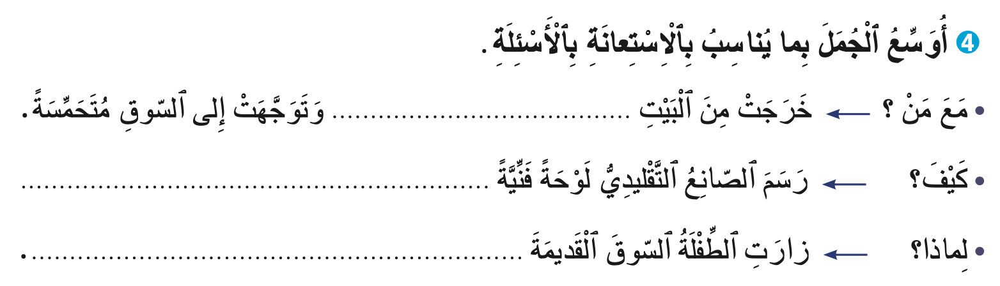 4 أُوَسِّعُ ٱلْجُمَلَ بِما يُناسِبُ بِٱلْاِسْتِعانَةِ بِٱلْأَسْئِلَةِ .
• مَعَ مَنْ ؟ ← خَرَجَتْ مِنَ ٱلْبَيْتِ ....................................... وَتَوَجَّهَتْ إِلى ٱلسّوقِ مُتَحَمِّسَةً .
• كَيْفَ؟ ← رَسَمَ ٱلصّانِعُ ٱلتَّقْليدِيُّ لَوْحَةً فَنِّيَّةً .............................................................
• لِماذا؟ ← زارَتِ ٱلطِّفْلَةُ ٱلسّوقَ ٱلْقَديمَةَ ................................................................ .